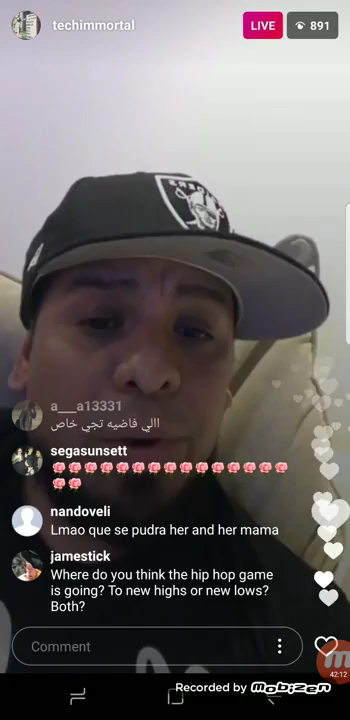 techimmortal
LIVE
891
a___a13331
االي فاضيه تجي خاص
segasunsett
nandoveli
Lmao que se pudra her and her mama
jamestick
Where do you think the hip hop game
is going? To new highs or new lows?
Both?
Comment
42:12
Recorded by Mobizen